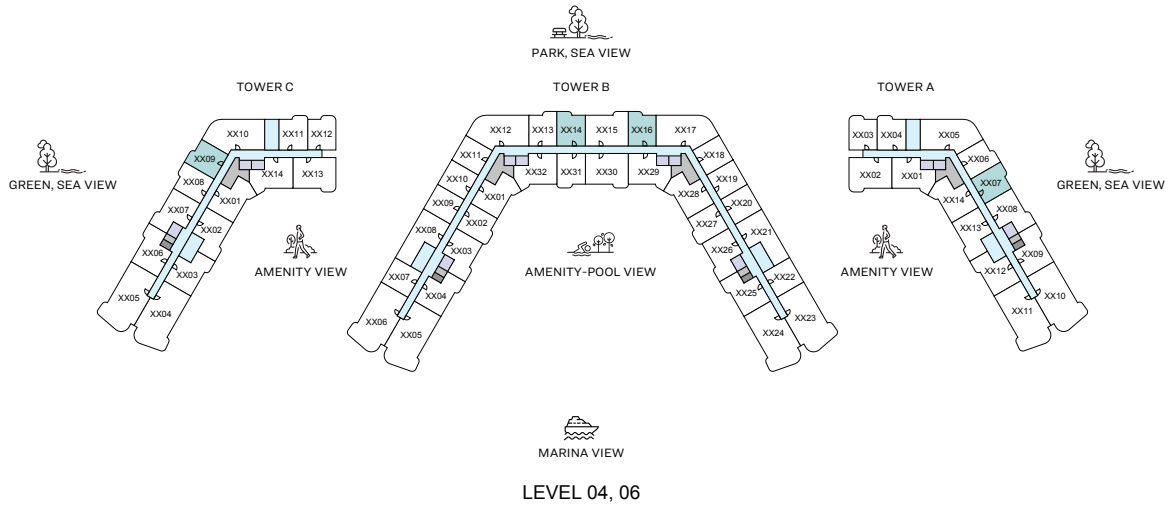 PARK, SEA VIEW
TOWER C
TOWER B
TOWER A
GREEN, SEA VIEW
XX10
XX11
XX12
XX09
XX08
XX14
XX13
XX07
XX01
XX06
XX02
XX05
XX03
XX04
AMENITY VIEW
XX12
XX13
XX14
XX15
XX16
XX17
XX11
XX32
XX31
XX30
XX29
XX18
XX10
XX01
XX28
XX19
XX09
XX02
XX27
XX20
XX08
XX03
XX26
XX21
XX07
XX04
XX25
XX22
XX06
XX05
XX24
XX23
AMENITY-POOL VIEW
XX03
XX04
XX05
XX02
XX01
XX06
XX14
XX07
XX13
XX08
XX12
XX09
XX11
XX10
AMENITY VIEW
GREEN, SEA VIEW
MARINA VIEW
LEVEL 04, 06